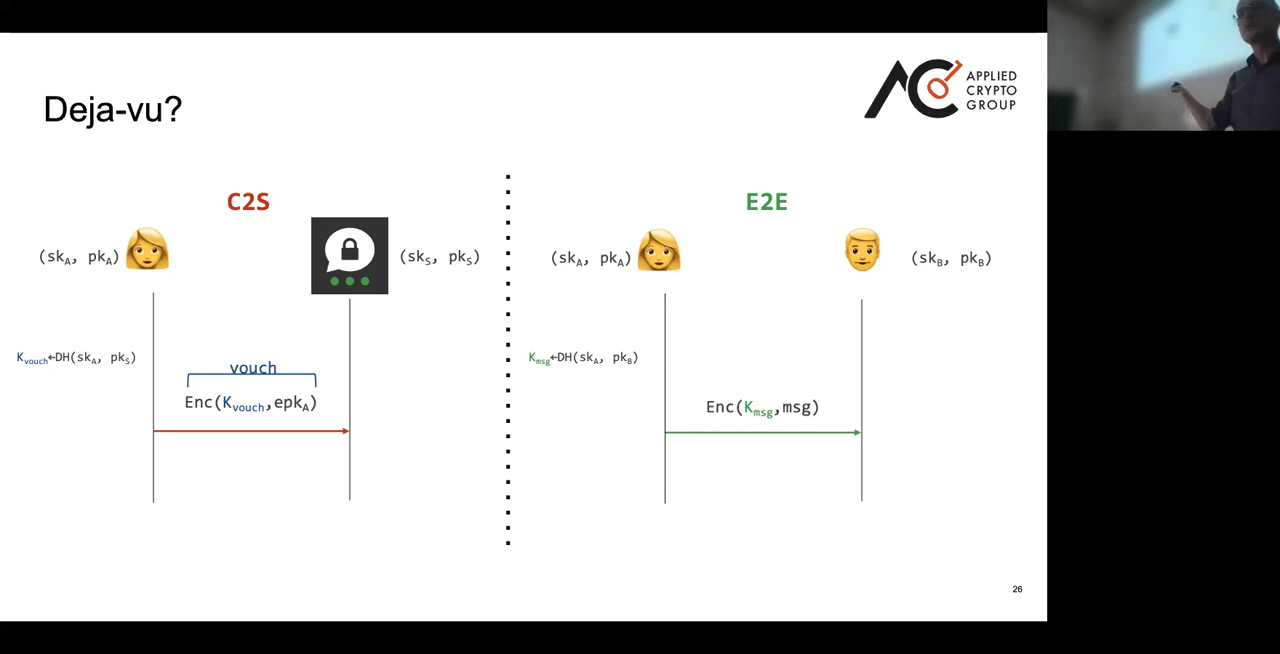 Deja-vu?
APPLIED
CRYPTO
GROUP
C2S
(skA, pkA)
(skS, pkS)
Kvouch←DH(skA, pkS)
vouch
Enc(Kvouch,epkA)
E2E
(skA, pkA)
(skB, pkB)
Kmsg←DH(skA, pkB)
Enc(Kmsg,msg)
26